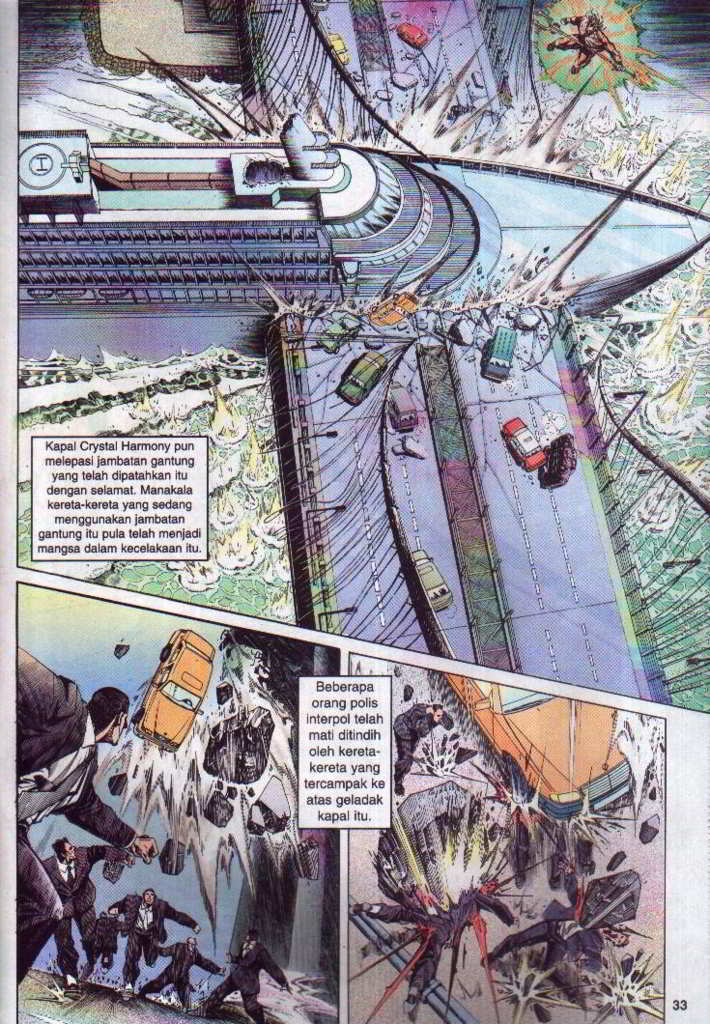 H
Kapal Crystal Harmony pun
melepasi jambatan gantung
yang telah dipatahkan itu
dengan selamat. Manakala
kereta-kereta yang sedang
menggunakan jambatan
gantung itu pula telah menjadi
mangsa dalam kecelakaan itu.
Beberapa
orang polis
interpol telah
mati ditindih
oleh kereta-
kereta yang
tercampak ke
atas geladak
kapal itu.
33